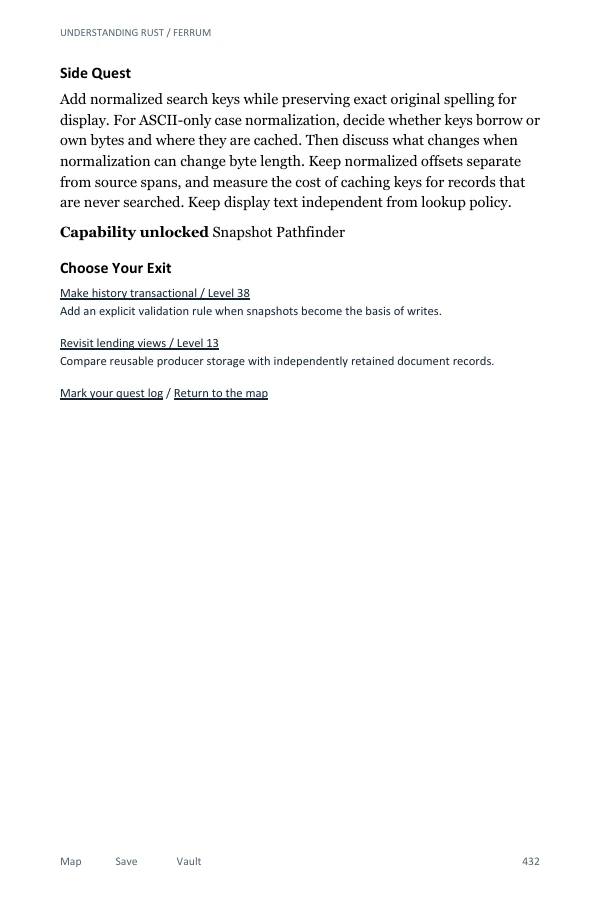 UNDERSTANDING RUST / FERRUM
Side Quest
Add normalized search keys while preserving exact original spelling for
display. For ASCII-only case normalization, decide whether keys borrow or
own bytes and where they are cached. Then discuss what changes when
normalization can change byte length. Keep normalized offsets separate
from source spans, and measure the cost of caching keys for records that
are never searched. Keep display text independent from lookup policy.
Capability unlocked Snapshot Pathfinder
Choose Your Exit
Make history transactional / Level 38
Add an explicit validation rule when snapshots become the basis of writes.
Revisit lending views / Level 13
Compare reusable producer storage with independently retained document records.
Mark your quest log / Return to the map
Map Save Vault 432